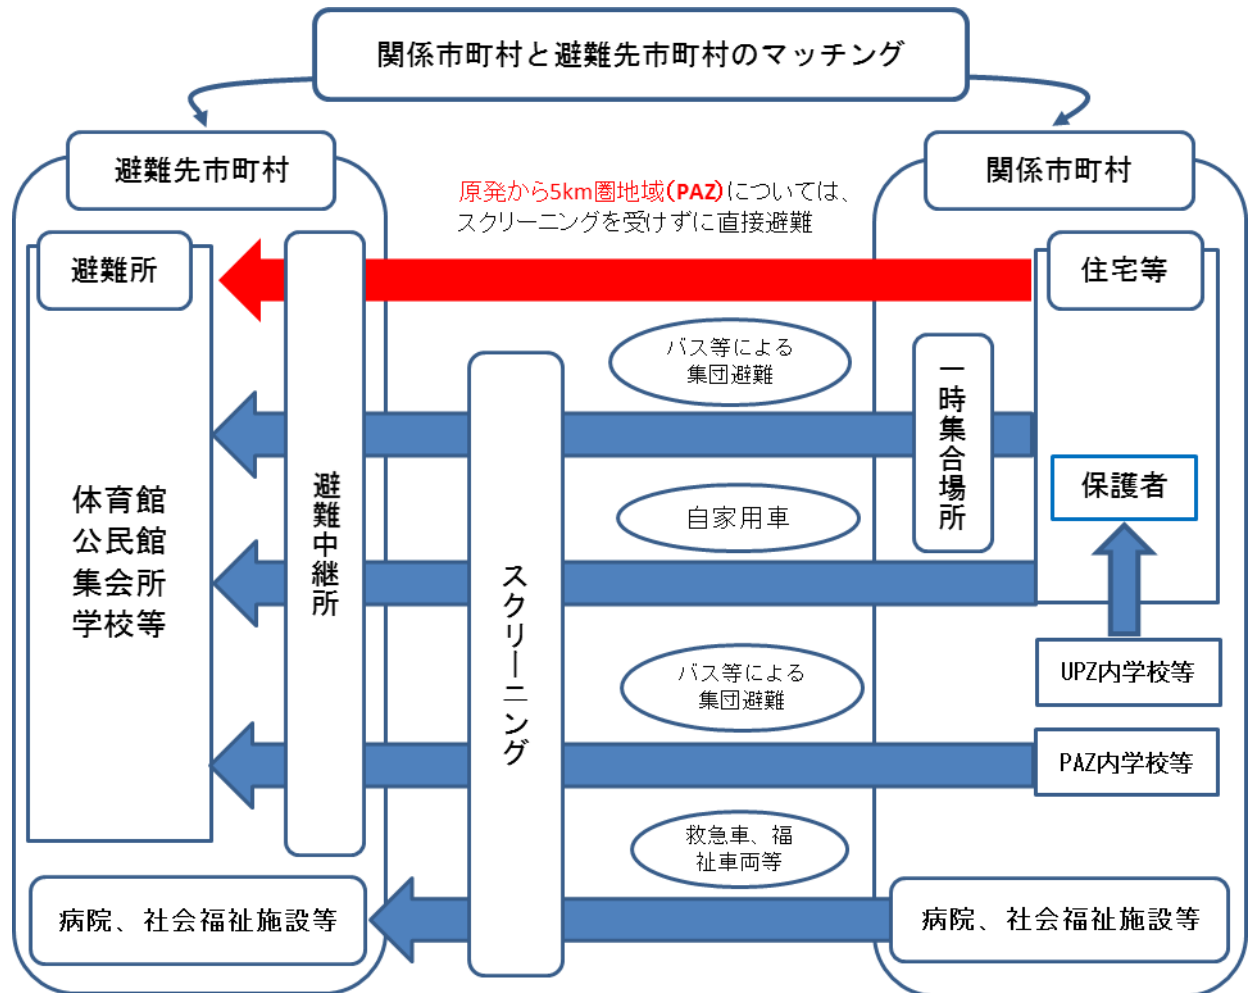 関係市町村と避難先市町村のマッチング
避難先市町村
関係市町村
原発から5km圏地域(PAZ)については、
スクリーニングを受けずに直接避難
避難所
住宅等
バス等による
集団避難
一時集合場所
体育館
公民館
集会所
学校等
避難中継所
スクリーニング
自家用車
保護者
バス等による
集団避難
UPZ内学校等
PAZ内学校等
救急車、福
祉車両等
病院、社会福祉施設等
病院、社会福祉施設等